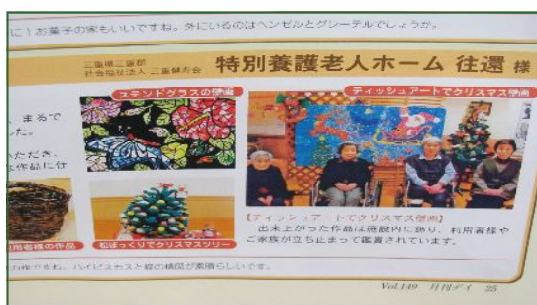 に！お菓子の家もいいですね。外にいるのはヘンゼルとグレーテルでしょうか。
三重県三重郡
社会福祉法人 三重健寿会
特別養護老人ホーム 往還 様
ステンドグラスの壁画
ティッシュアートでクリスマス壁画
、まるで
した。
いただき、
は作品に仕
利用者様の作品
松ぼっくりでクリスマスツリー
【ティッシュアートでクリスマス壁画】
出来上がった作品は施設内に飾り、利用者様や
ご家族が立ち止まって鑑賞されています。
力作ですね。ハイビスカスと蝶の構図が素晴らしいです。
Vol.149 月刊デイ 25